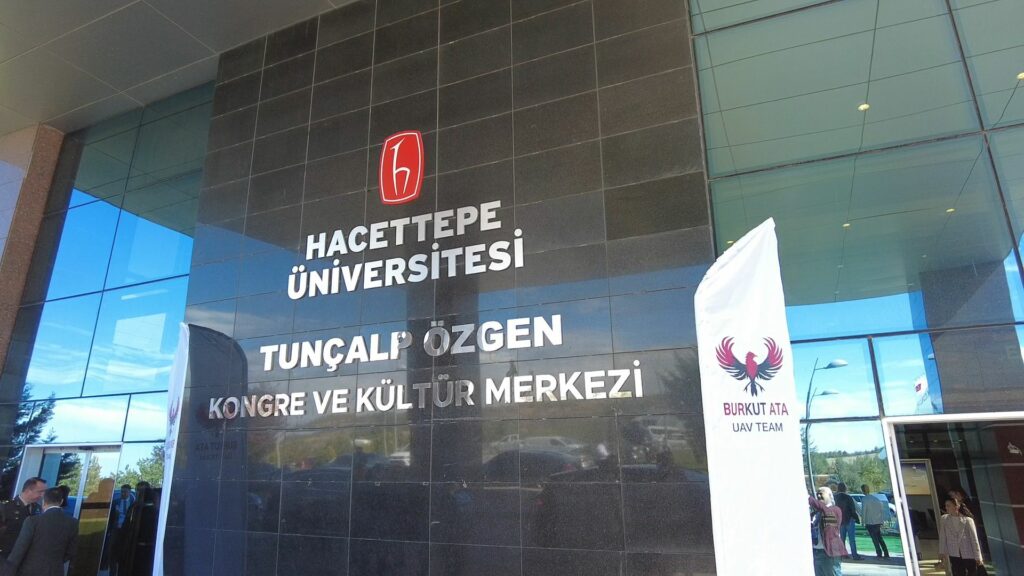 HACETTEPE
ÜNİVERSİTESİ
TUNÇALP ÖZGEN
KONGRE VE KÜLTÜR MERKEZİ
BURKUT ATA
UAV TEAM